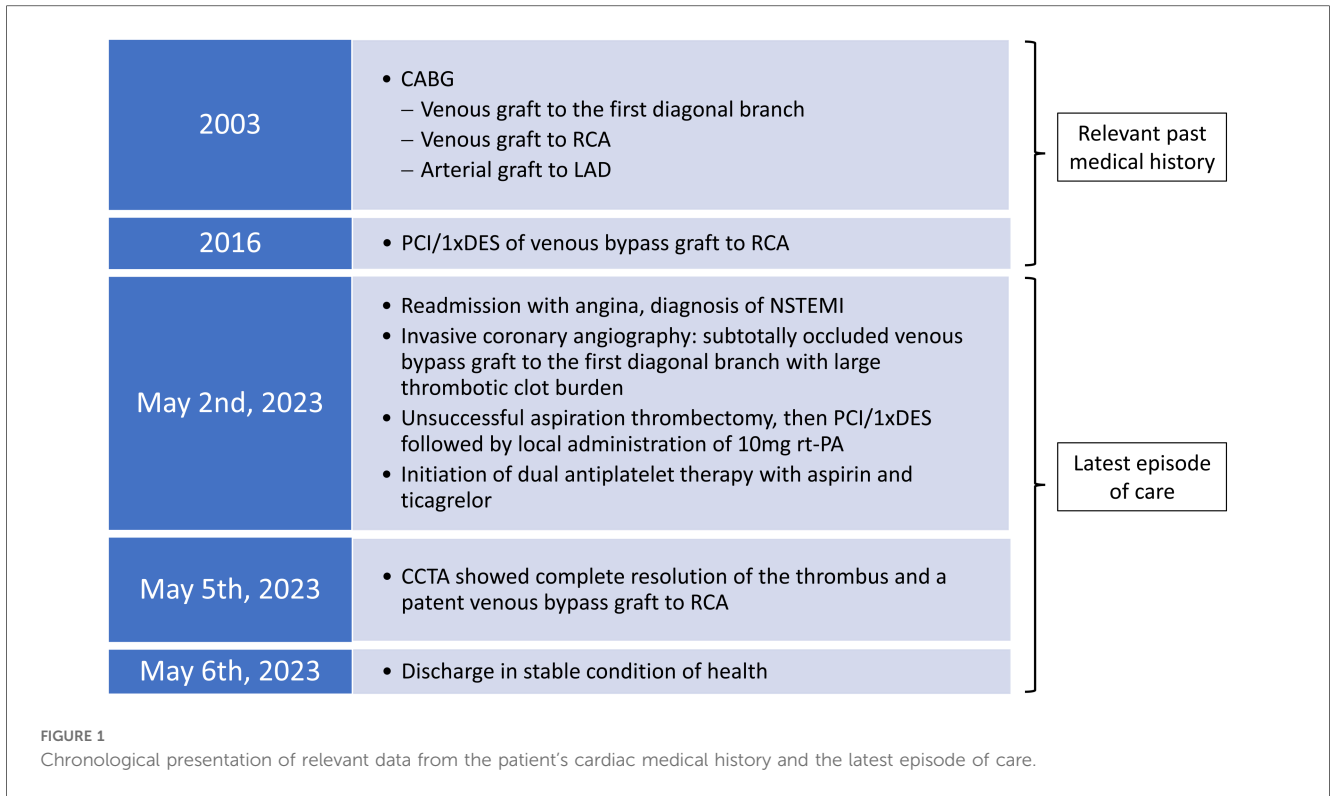 2003
• CABG
– Venous graft to the first diagonal branch
– Venous graft to RCA
– Arterial graft to LAD
Relevant past
medical history
2016
• PCI/1xDES of venous bypass graft to RCA
May 2nd, 2023
• Readmission with angina, diagnosis of NSTEMI
• Invasive coronary angiography: subtotally occluded venous
bypass graft to the first diagonal branch with large
thrombotic clot burden
• Unsuccessful aspiration thrombectomy, then PCI/1xDES
followed by local administration of 10mg rt-PA
• Initiation of dual antiplatelet therapy with aspirin and
ticagrelor
Latest episode
of care
May 5th, 2023
• CCTA showed complete resolution of the thrombus and a
patent venous bypass graft to RCA
May 6th, 2023
• Discharge in stable condition of health
FIGURE 1
Chronological presentation of relevant data from the patient's cardiac medical history and the latest episode of care.